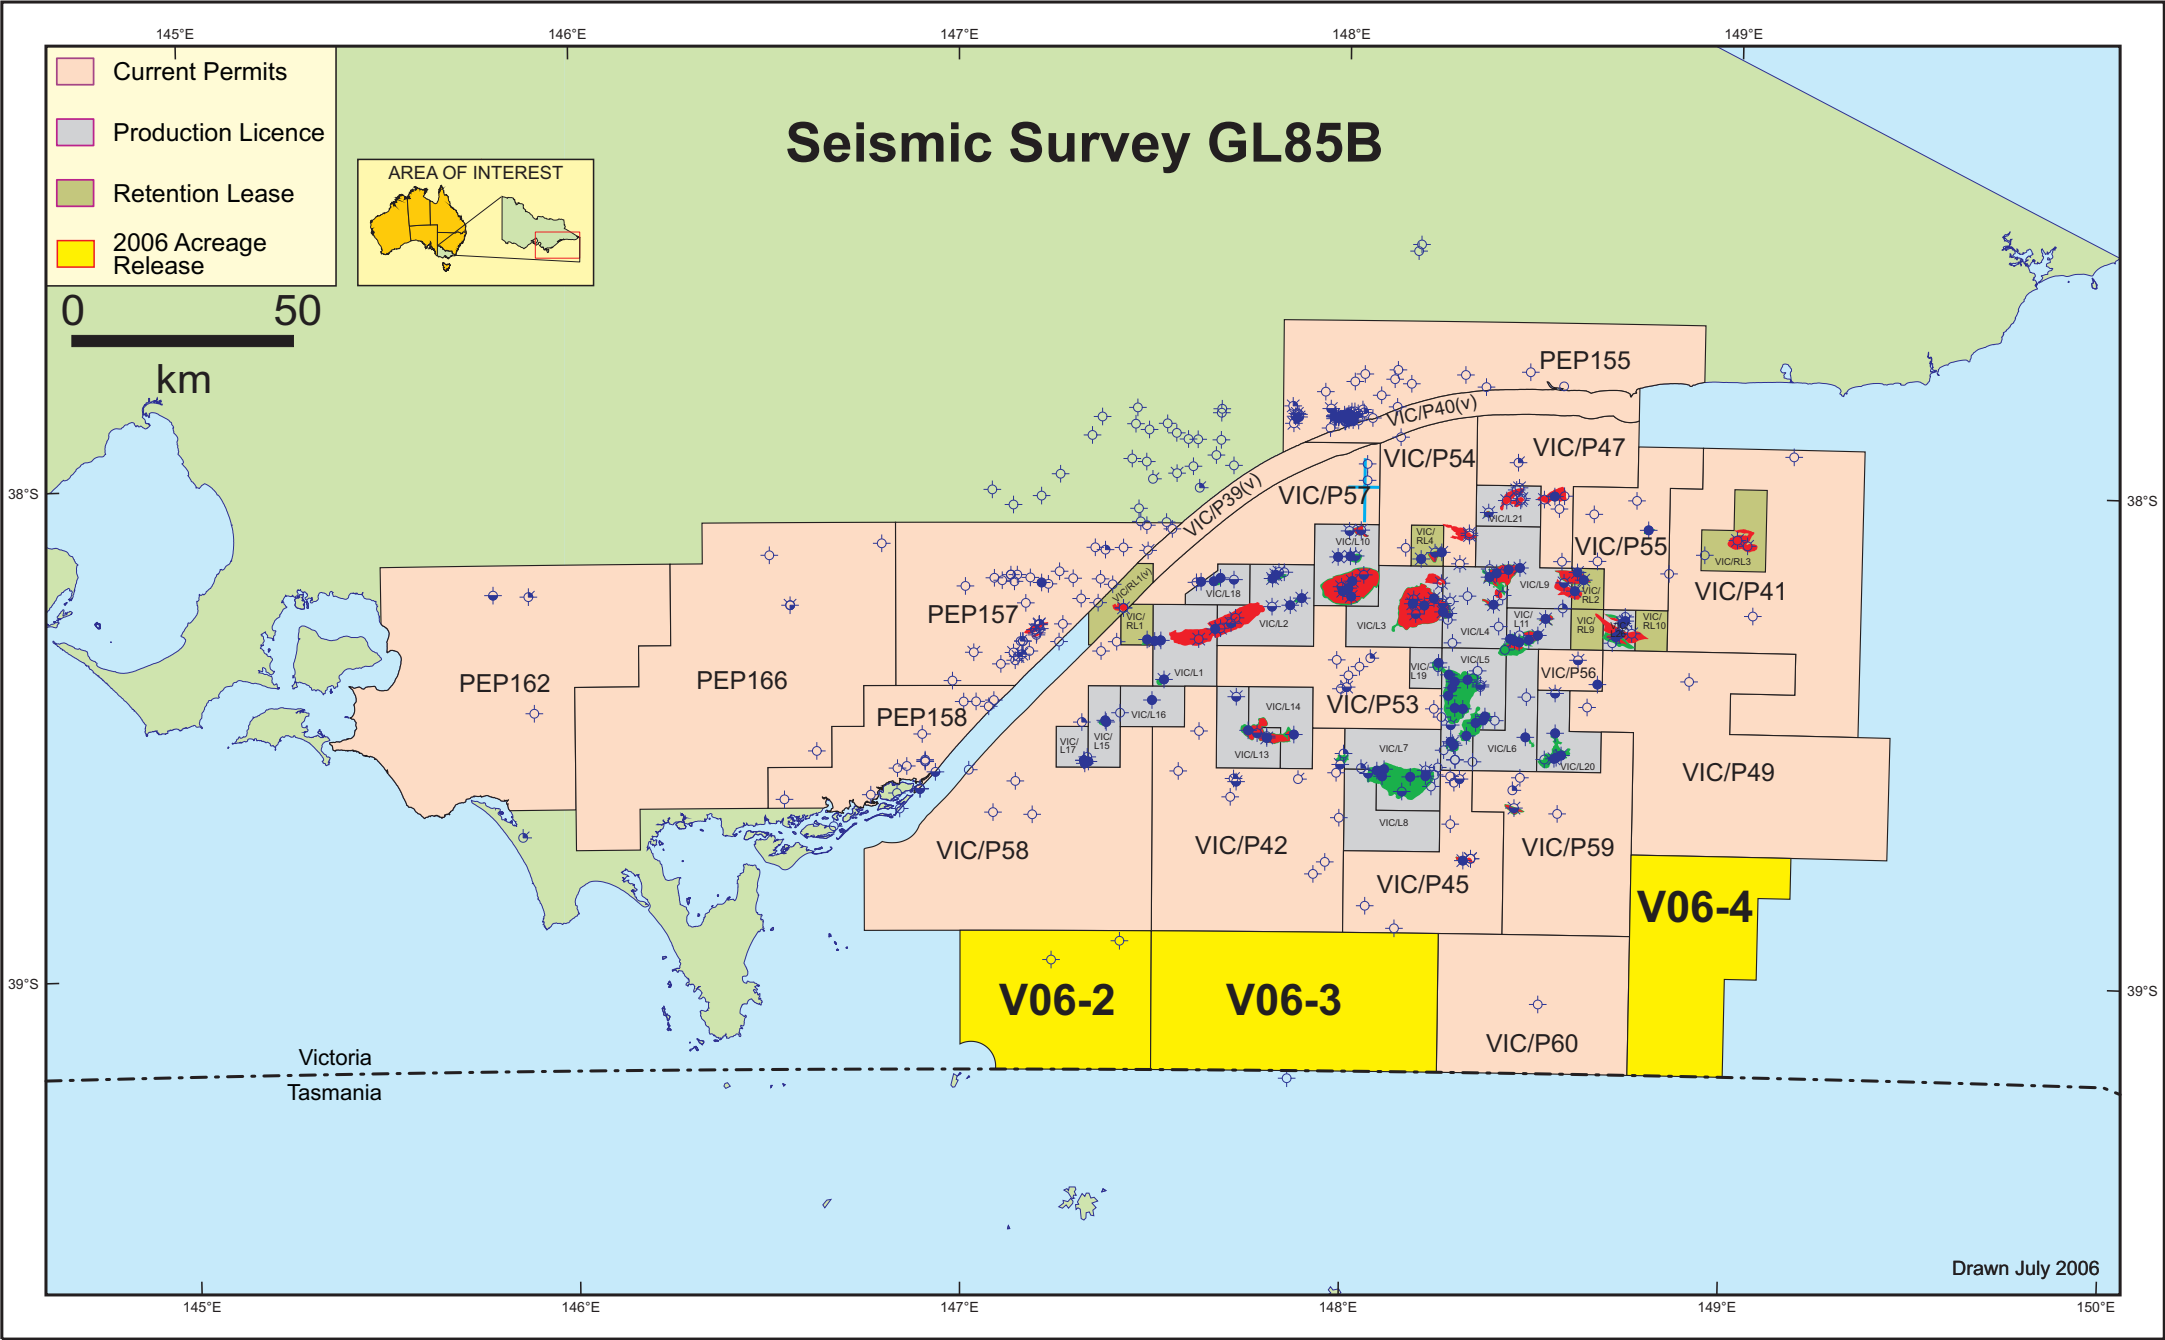 145°E
146°E
147°E
148°E
149°E
Current Permits
Production Licence
Retention Lease
2006 Acreage
Release
0
50
km
AREA OF INTEREST
Seismic Survey GL85B
PEP155
VIC/P40(v)
VIC/P39(v)
VIC/P57
VIC/P54
VIC/P47
38°S
38°S
VIC/L21
VIC/L10
VIC/
RL4
VIC/P55
VIC/RL3
VIC/P41
VIC/RL1(v)
VIC/
RL1
VIC/L18
VIC/L2
VIC/L3
VIC/L4
VIC/L9
VIC/
L11
VIC/
RL2
VIC/
RL9
VIC/
RL10
PEP157
PEP162
PEP166
PEP158
VIC/L1
VIC/L16
VIC/
L15
VIC/
L17
VIC/L14
VIC/L13
VIC/P53
VIC/
L19
VIC/L5
VIC/P56
VIC/L7
VIC/L6
VIC/L20
VIC/L8
VIC/P49
VIC/P58
VIC/P42
VIC/P45
VIC/P59
V06-4
V06-2
V06-3
VIC/P60
39°S
39°S
Victoria
Tasmania
Drawn July 2006
145°E
146°E
147°E
148°E
149°E
150°E